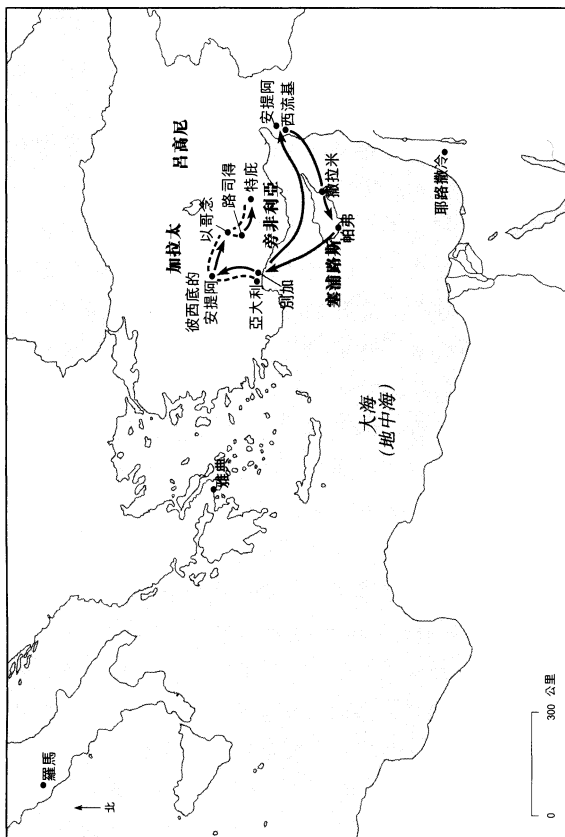 羅馬
北
雅典
加拉太
呂高尼
彼西底的
安提阿
以哥念
路司得
特庇
亞大利
別加
旁非利亞
安提阿
西流基
撒拉米
帕弗
塞浦路斯
大海
(地中海)
耶路撒冷
0
300 公里